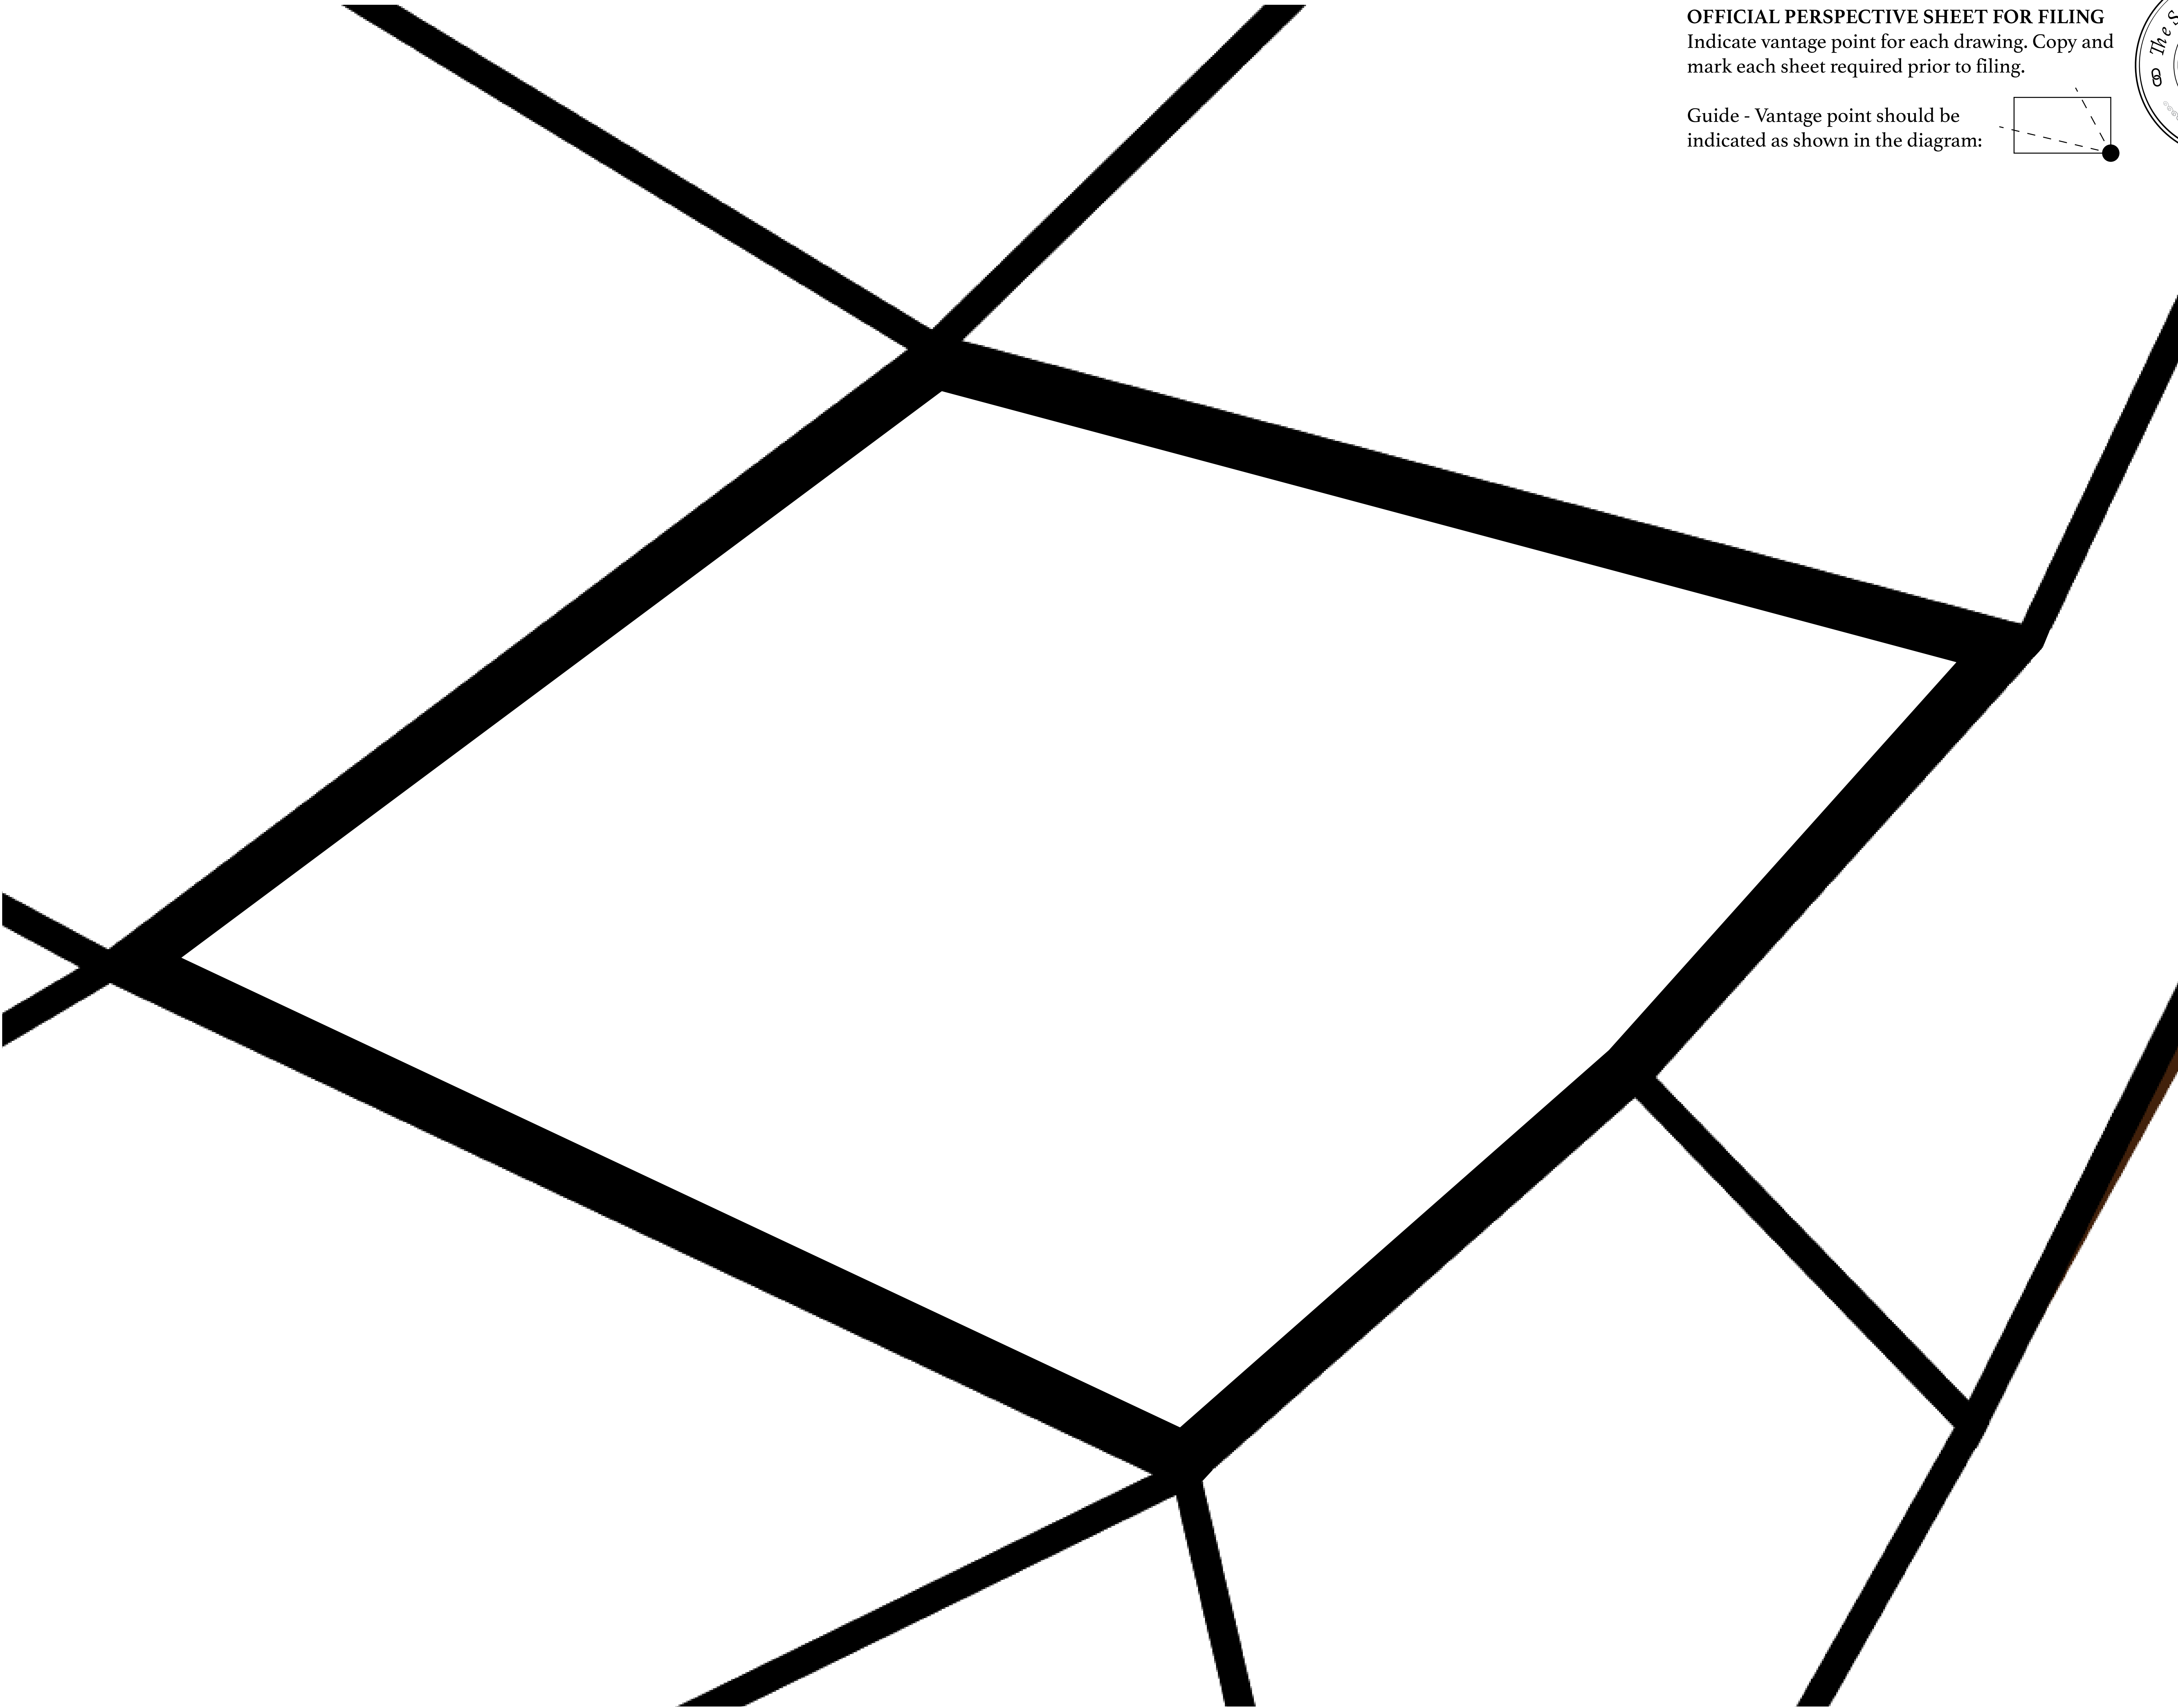 OFFICIAL PERSPECTIVE SHEET FOR FILING
Indicate vantage point for each drawing. Copy and
mark each sheet required prior to filing.
Guide - Vantage point should be
indicated as shown in the diagram:
The